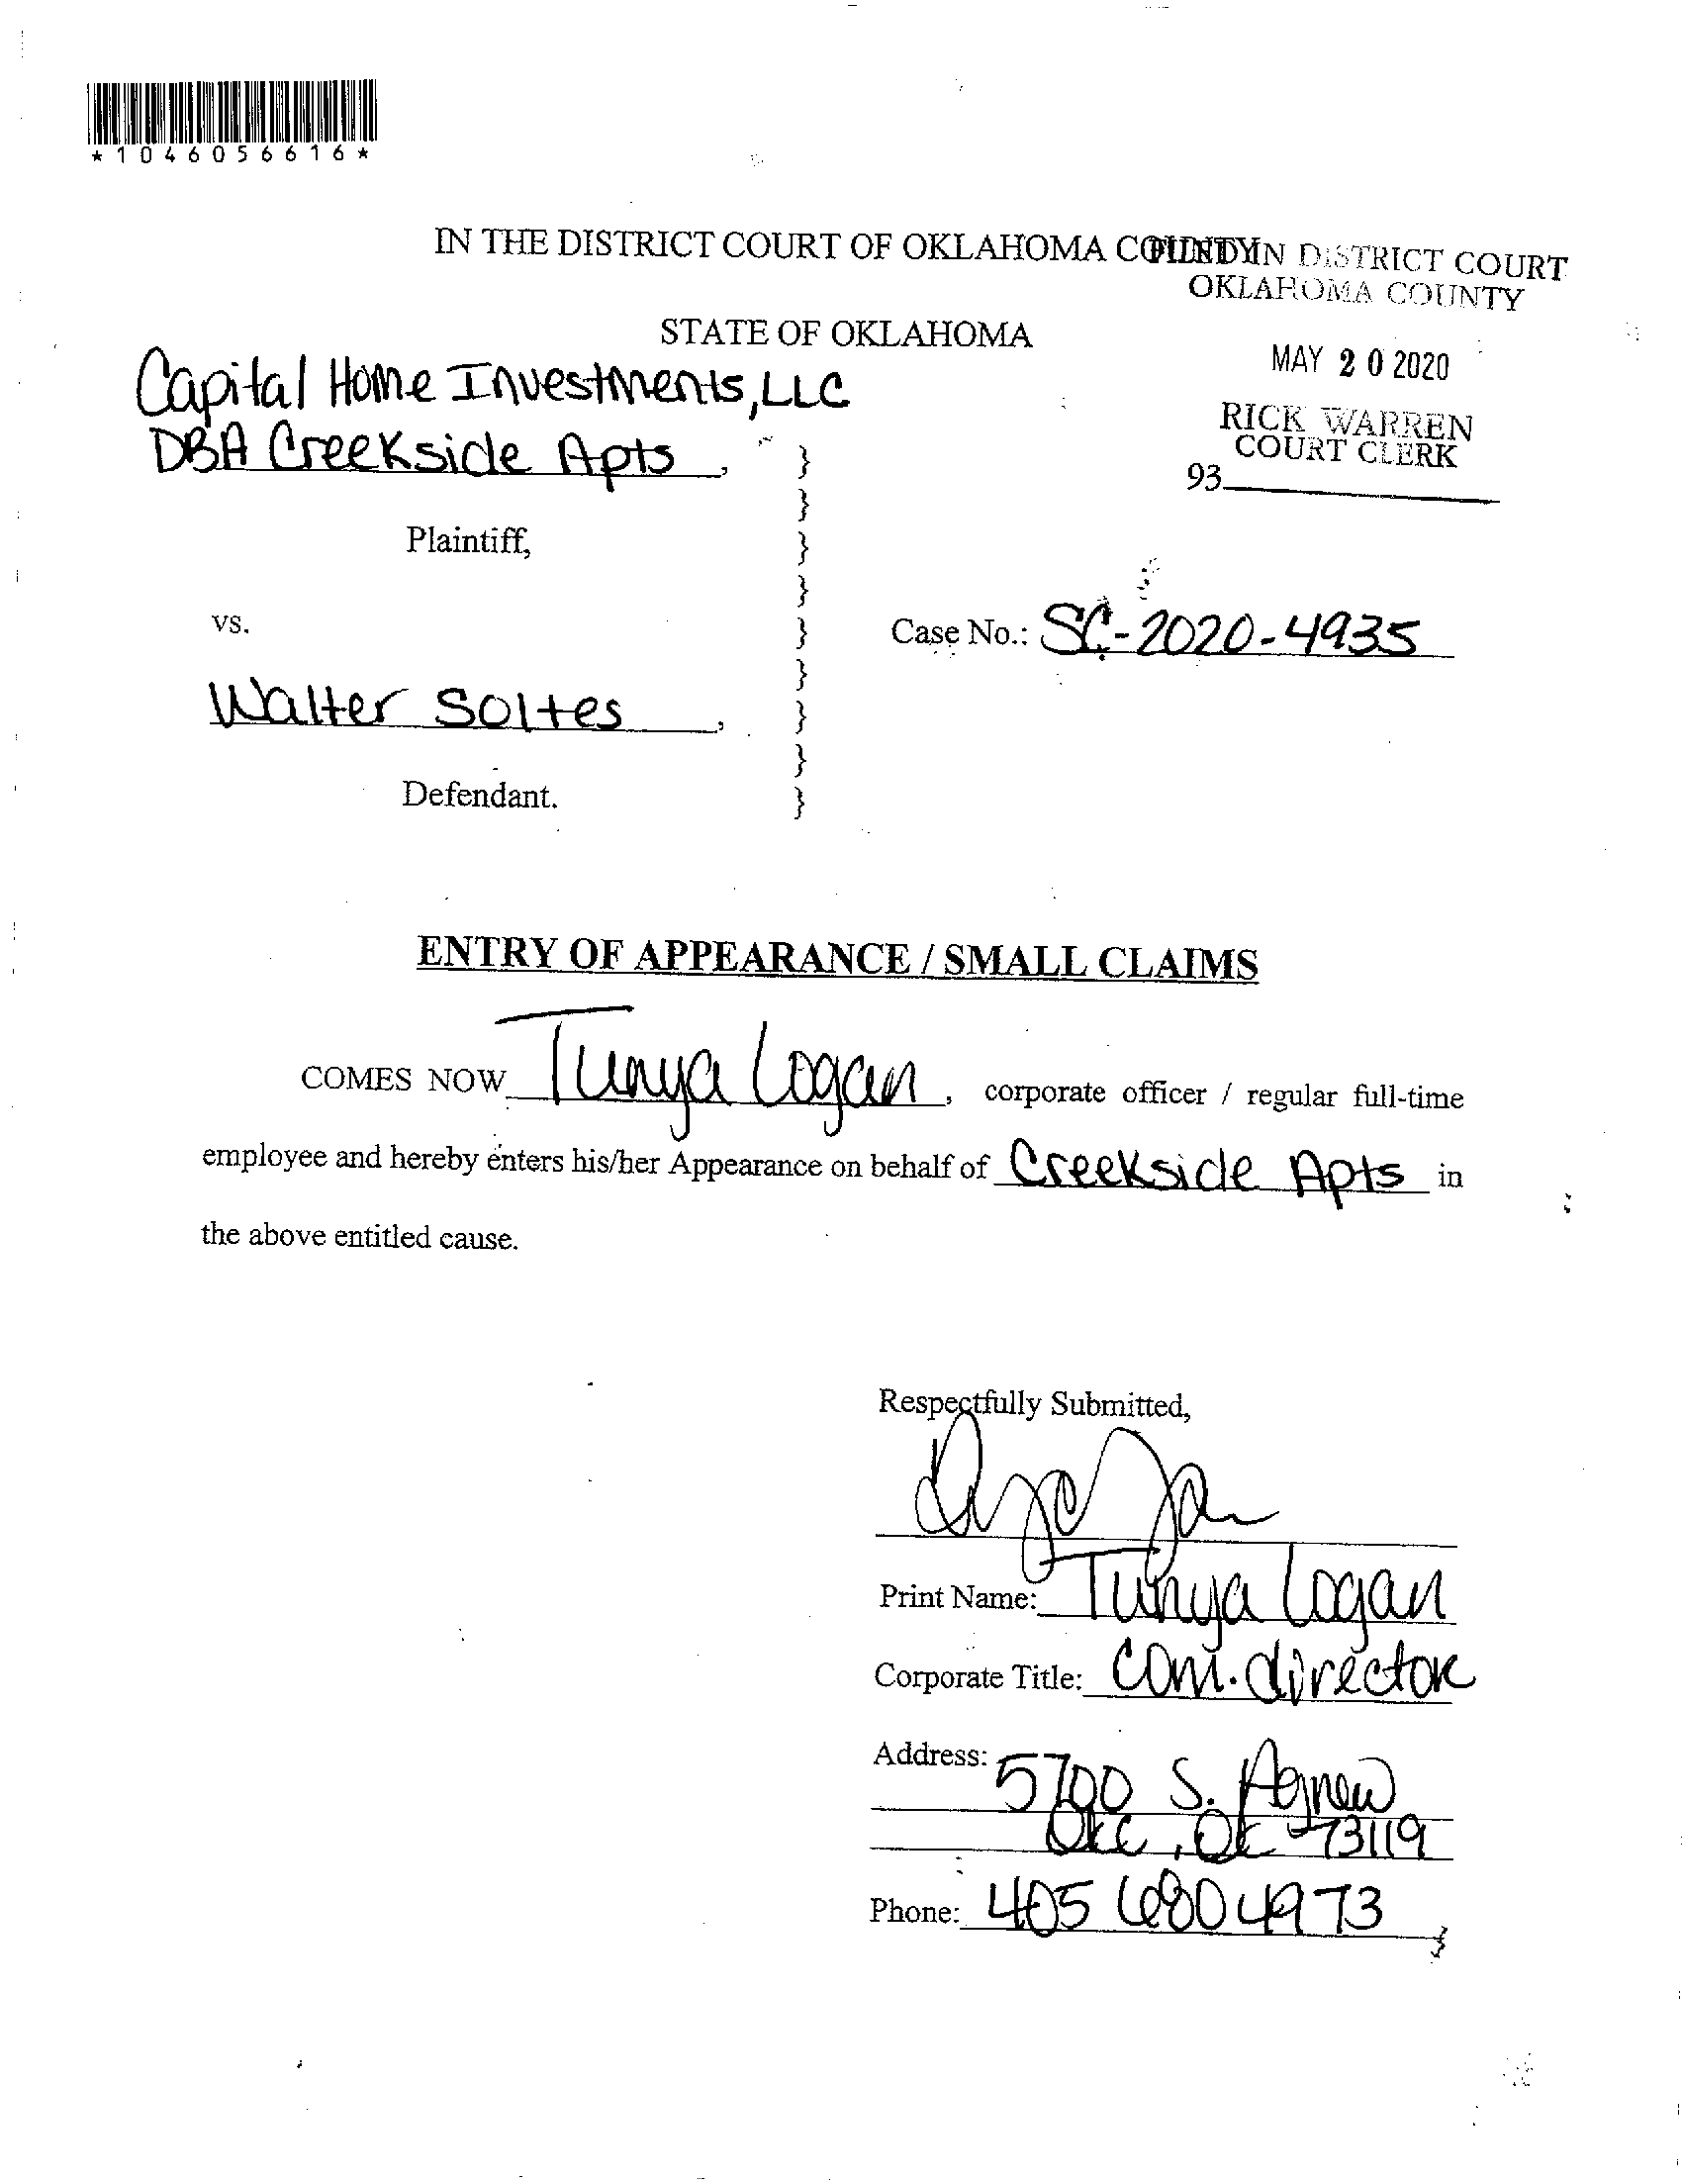 *1046056616*
IN THE DISTRICT COURT OF OKLAHOMA COUNTY
FILED IN DISTRICT COURT
OKLAHOMA COUNTY
STATE OF OKLAHOMA
MAY 20 2020
Capital Home Investments, LLC
RICK WARREN
COURT CLERK
DBA Creekside Apts, }
93
}
Plaintiff, }
}
vs. } Case No.: SC-2020-4935
}
Walter Soltes, }
}
Defendant. }
ENTRY OF APPEARANCE / SMALL CLAIMS
COMES NOW Tunya Logan, corporate officer / regular full-time
employee and hereby enters his/her Appearance on behalf of Creekside Apts in
the above entitled cause.
Respectfully Submitted,
Print Name: Tunya Logan
Corporate Title: Com. director
Address: 5700 S. Agnew
OKC, OK 73119
Phone: 405 680 4973